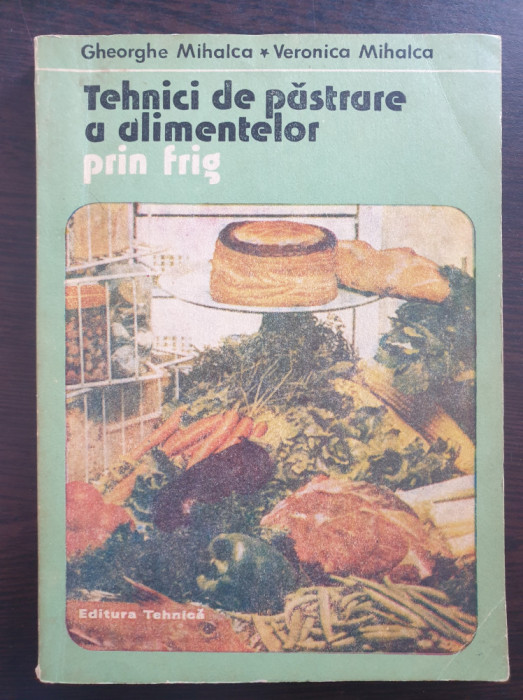 Gheorghe Mihalca ★ Veronica Mihalca
Tehnici de păstrare
a alimentelor
prin frig
Editura Tehnică